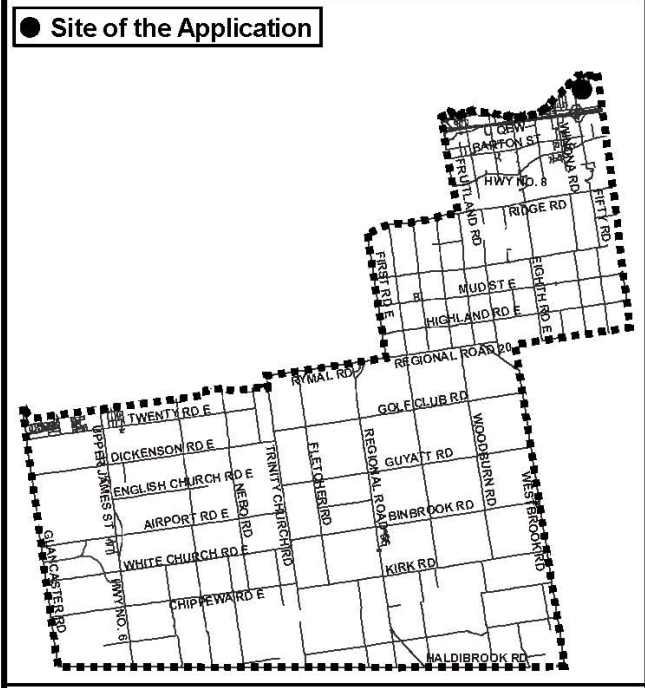 Site of the Application
QEW
BARTON ST
WINONA RD
FRUITLAND RD
HWY NO. 8
RIDGE RD
FIFTY RD
FIRST RD E
MUD ST E
EIGHTH RD E
HIGHLAND RD E
REGIONAL ROAD 20
RYMAL RD
GOLF CLUB RD
TWENTY RD E
UPPER JAMES ST
DICKENSON RD E
TRINITY CHURCH RD
FLETCHER RD
REGIONAL ROAD 56
GUYATT RD
WOODBURN RD
ENGLISH CHURCH RD E
NEBO RD
WESTBROOK RD
BINBROOK RD
AIRPORT RD E
GLANCASTER RD
WHITE CHURCH RD E
KIRK RD
HWY NO. 6
CHIPPEWA RD E
HALDIBROOK RD